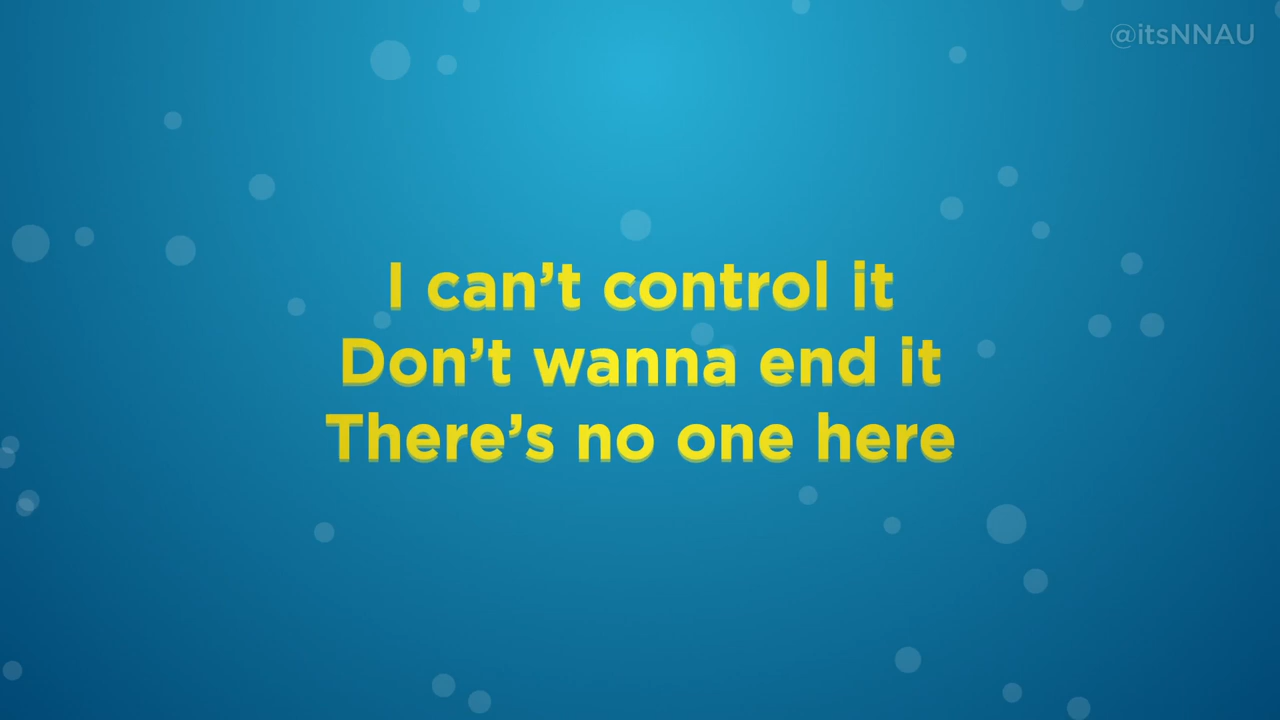 @itsNNAU
I can’t control it
Don’t wanna end it
There’s no one here